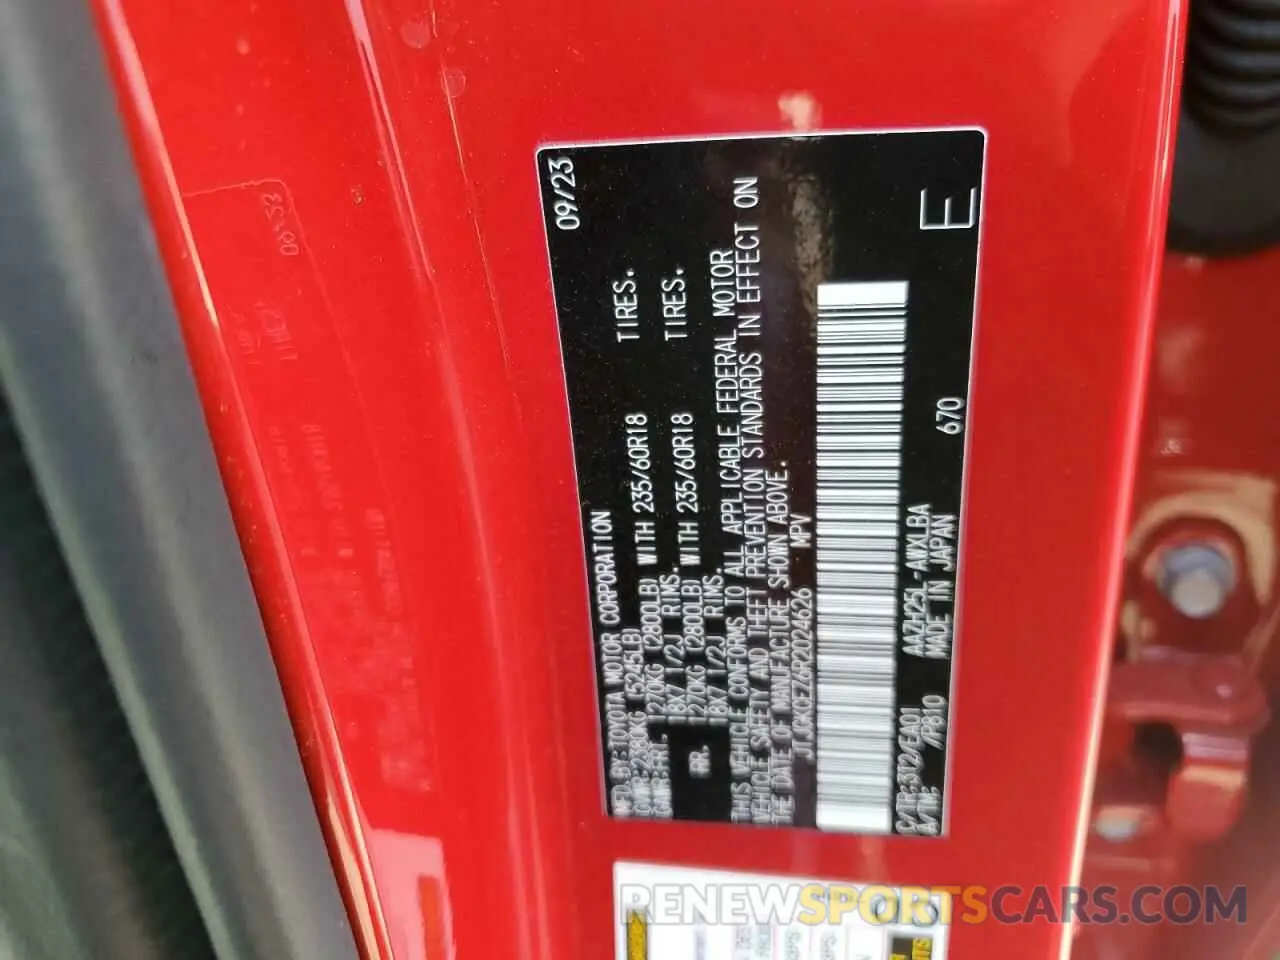 MFD. BY: TOYOTA MOTOR CORPORATION 09/23
GVWR: 2380KG (5245LB)
GAWR: FRT. 1270KG (2800LB) WITH 235/60R18 TIRES.
18X7 1/2J RIMS.
RR. 1270KG (2800LB) WITH 235/60R18 TIRES.
18X7 1/2J RIMS.
THIS VEHICLE CONFORMS TO ALL APPLICABLE FEDERAL MOTOR
VEHICLE SAFETY AND THEFT PREVENTION STANDARDS IN EFFECT ON
THE DATE OF MANUFACTURE SHOWN ABOVE.
MPV
C/TR: 3T2/EA01 AAZH25L-AWXLBA 670 E
A/TM: /P810 MADE IN JAPAN
RENEWSPORTSCARS.COM